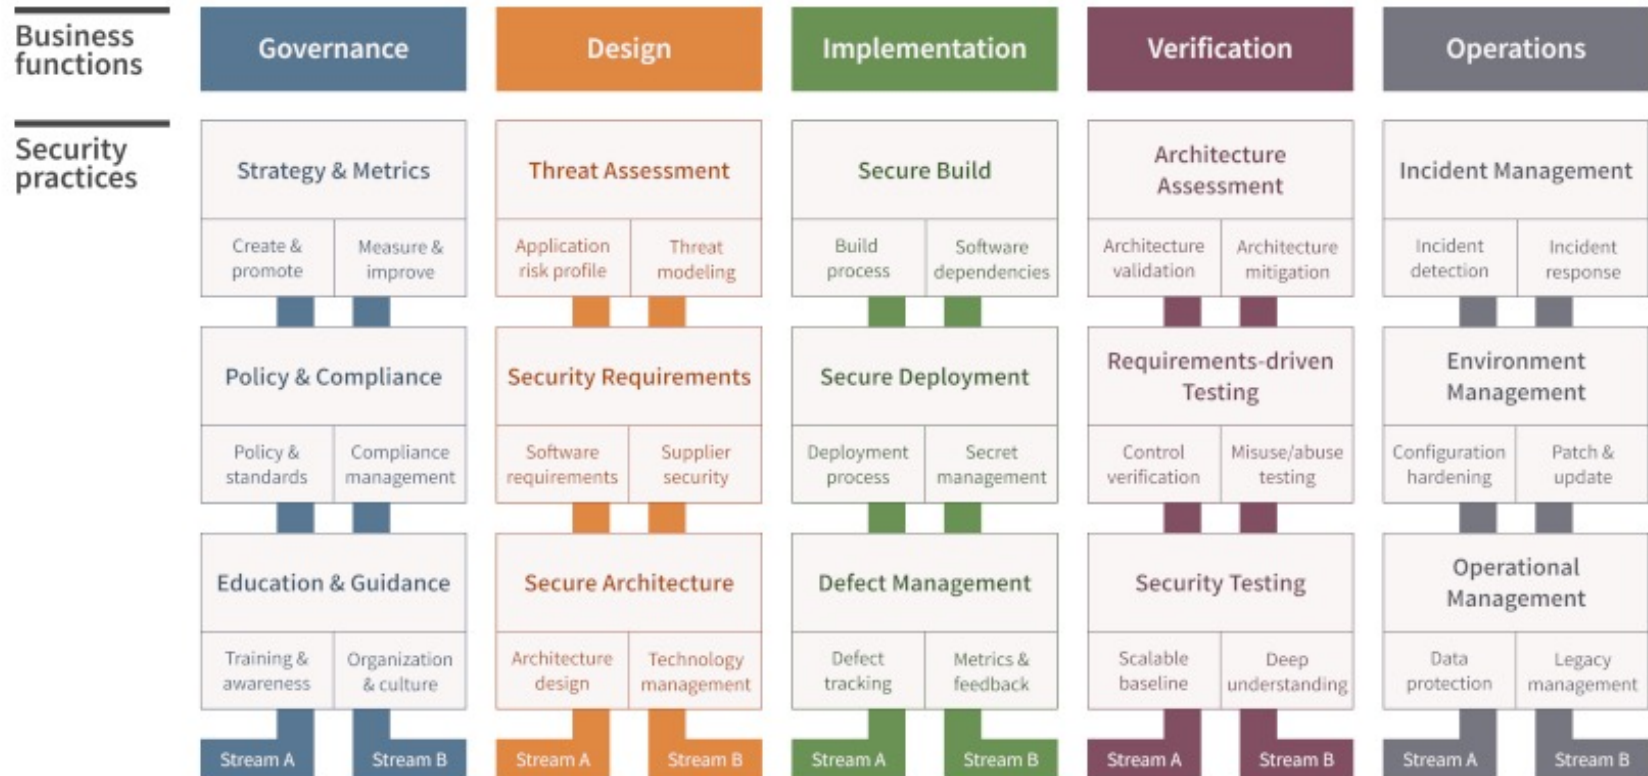 Business
functions
Governance
Design
Implementation
Verification
Operations
Security
practices
Strategy & Metrics
Threat Assessment
Secure Build
Architecture
Assessment
Incident Management
Create &
promote
Measure &
improve
Application
risk profile
Threat
modeling
Build
process
Software
dependencies
Architecture
validation
Architecture
mitigation
Incident
detection
Incident
response
Policy & Compliance
Security Requirements
Secure Deployment
Requirements-driven
Testing
Environment
Management
Policy &
standards
Compliance
management
Software
requirements
Supplier
security
Deployment
process
Secret
management
Control
verification
Misuse/abuse
testing
Configuration
hardening
Patch &
update
Education & Guidance
Secure Architecture
Defect Management
Security Testing
Operational
Management
Training &
awareness
Organization
& culture
Architecture
design
Technology
management
Defect
tracking
Metrics &
feedback
Scalable
baseline
Deep
understanding
Data
protection
Legacy
management
Stream A
Stream B
Stream A
Stream B
Stream A
Stream B
Stream A
Stream B
Stream A
Stream B